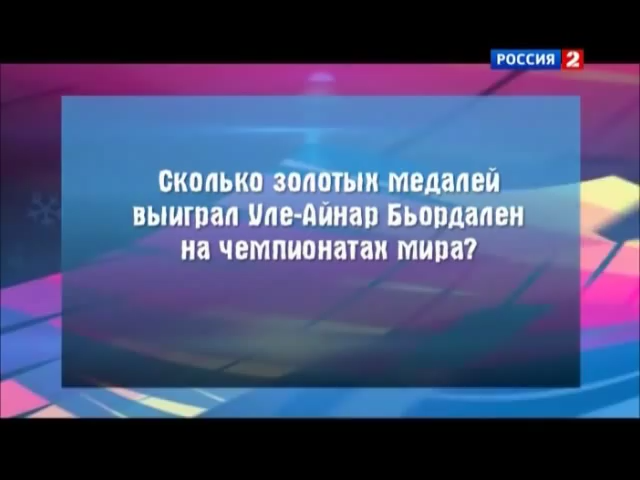 РОССИЯ 2
Сколько золотых медалей
выиграл Уле-Айнар Бьордален
на чемпионатах мира?